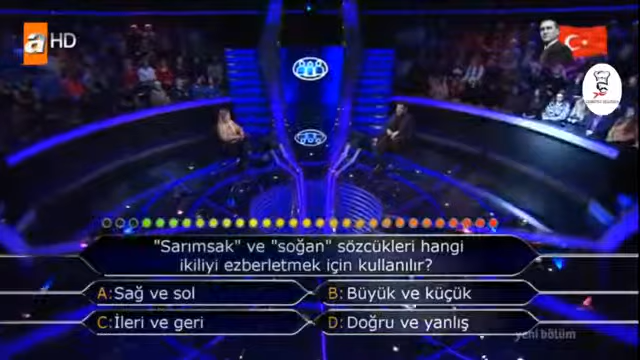 a HD
"Sarımsak" ve "soğan" sözcükleri hangi
ikiliyi ezberletmek için kullanılır?
A: Sağ ve sol
B: Büyük ve küçük
C: İleri ve geri
D: Doğru ve yanlış
yeni bölüm